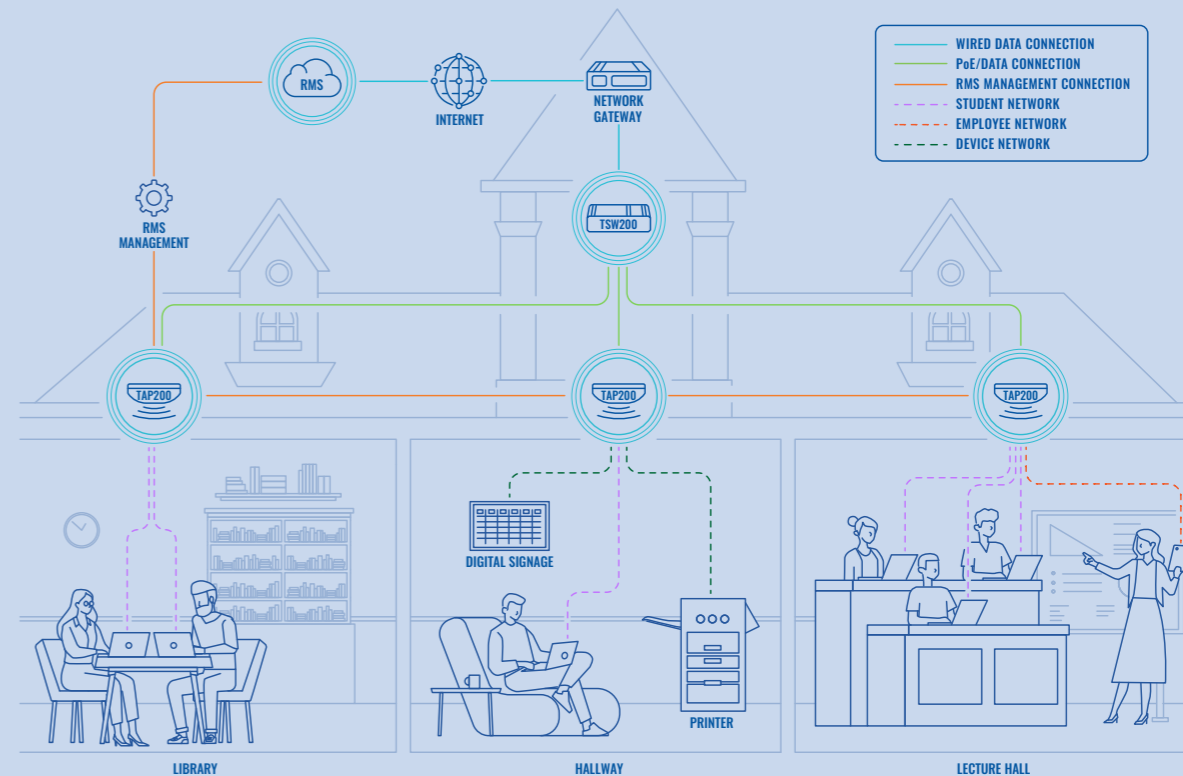 WIRED DATA CONNECTION
PoE/DATA CONNECTION
RMS MANAGEMENT CONNECTION
STUDENT NETWORK
EMPLOYEE NETWORK
DEVICE NETWORK
RMS
INTERNET
NETWORK
GATEWAY
RMS
MANAGEMENT
TSW200
TAP200
TAP200
TAP200
DIGITAL SIGNAGE
PRINTER
LIBRARY
HALLWAY
LECTURE HALL